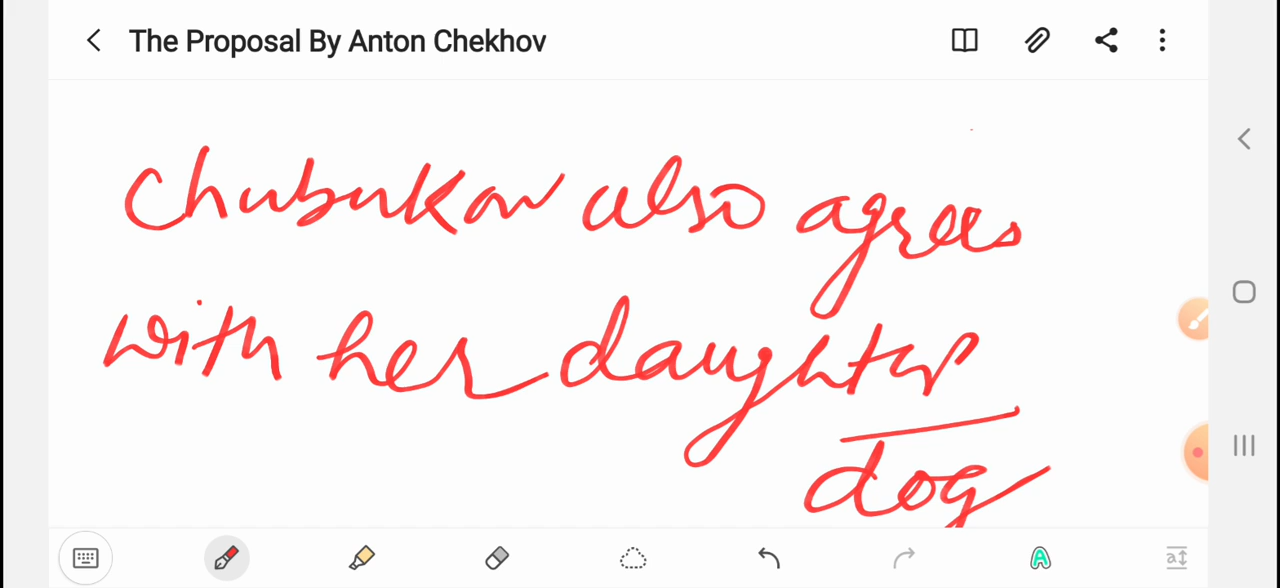 The Proposal By Anton Chekhov
Chubukov also agrees
with her daughter
dog